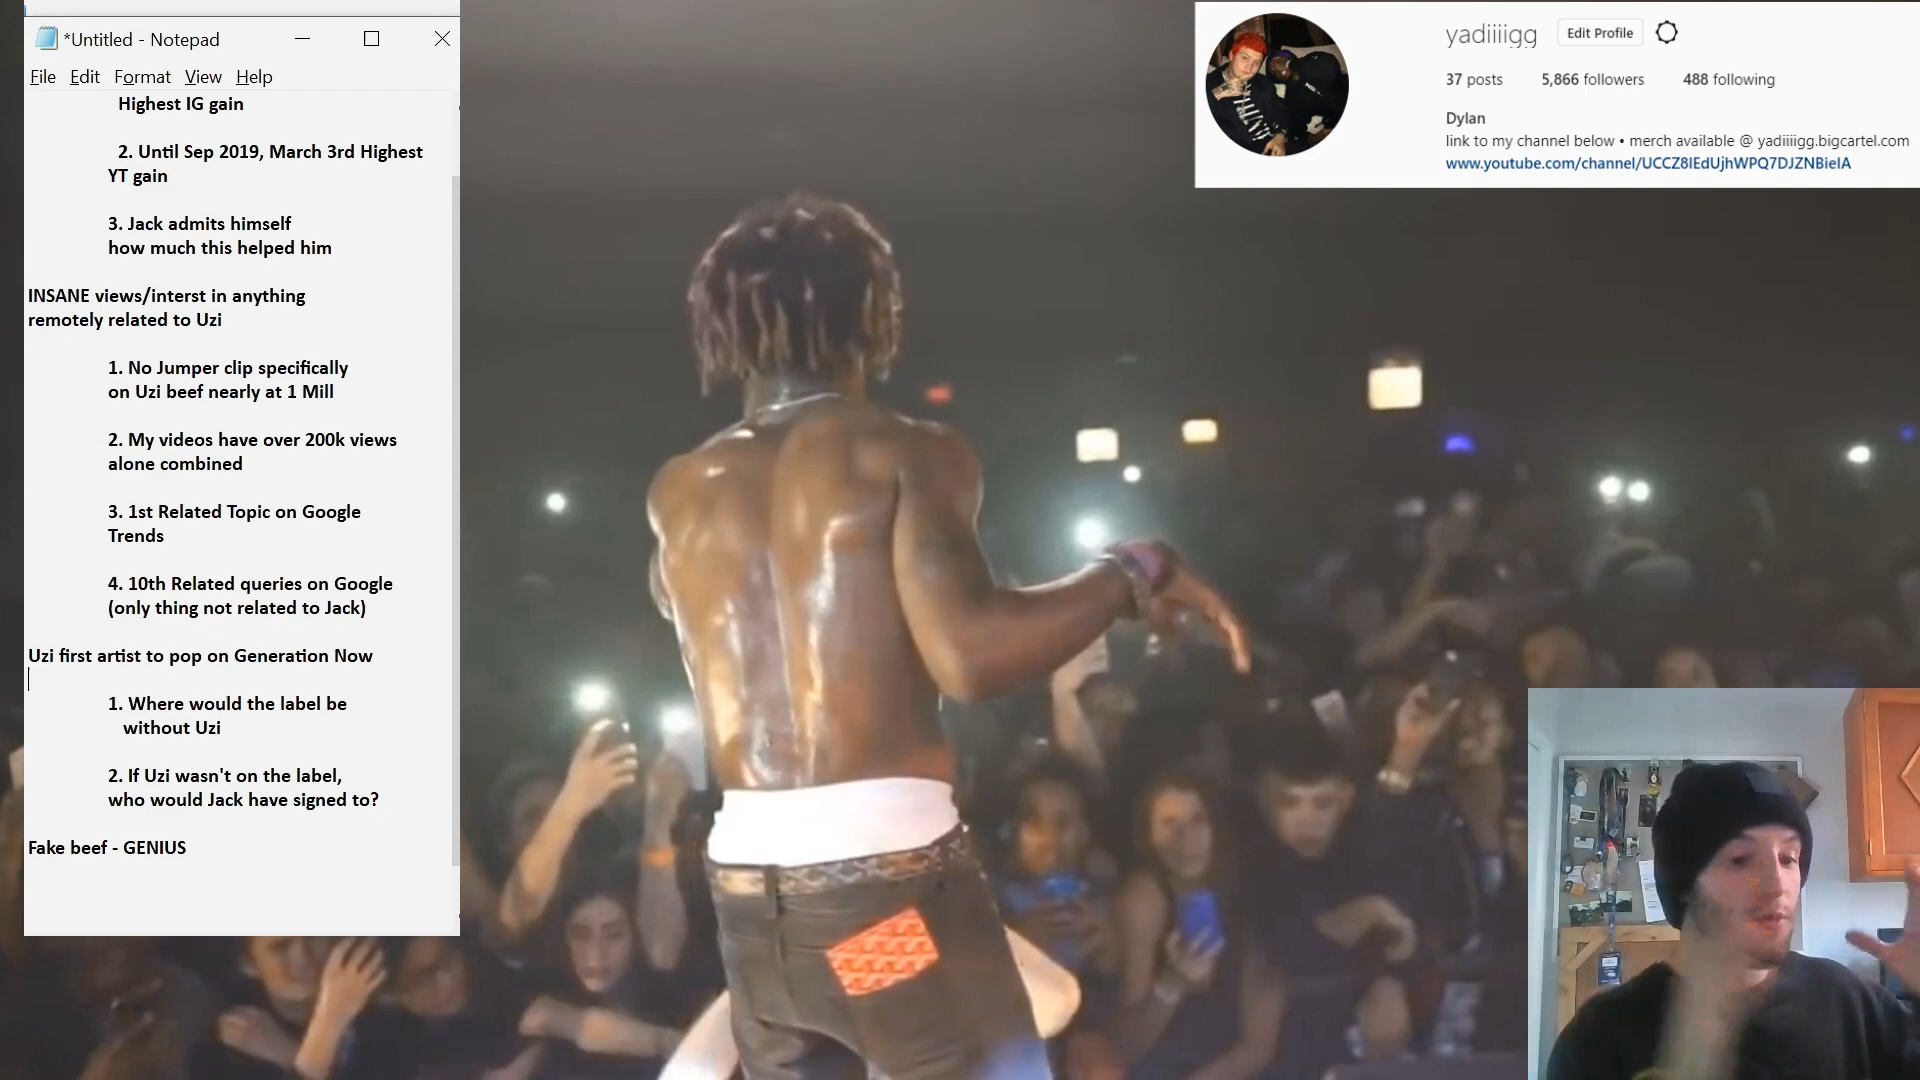 *Untitled - Notepad
File Edit Format View Help
Highest IG gain
2. Until Sep 2019, March 3rd Highest
YT gain
3. Jack admits himself
how much this helped him
INSANE views/interst in anything
remotely related to Uzi
1. No Jumper clip specifically
on Uzi beef nearly at 1 Mill
2. My videos have over 200k views
alone combined
3. 1st Related Topic on Google
Trends
4. 10th Related queries on Google
(only thing not related to Jack)
Uzi first artist to pop on Generation Now
1. Where would the label be
without Uzi
2. If Uzi wasn't on the label,
who would Jack have signed to?
Fake beef - GENIUS
yadiiiigg Edit Profile
37 posts 5,866 followers 488 following
Dylan
link to my channel below • merch available @ yadiiiigg.bigcartel.com
www.youtube.com/channel/UCCZ8IEdUjhWPQ7DJZNBieIA